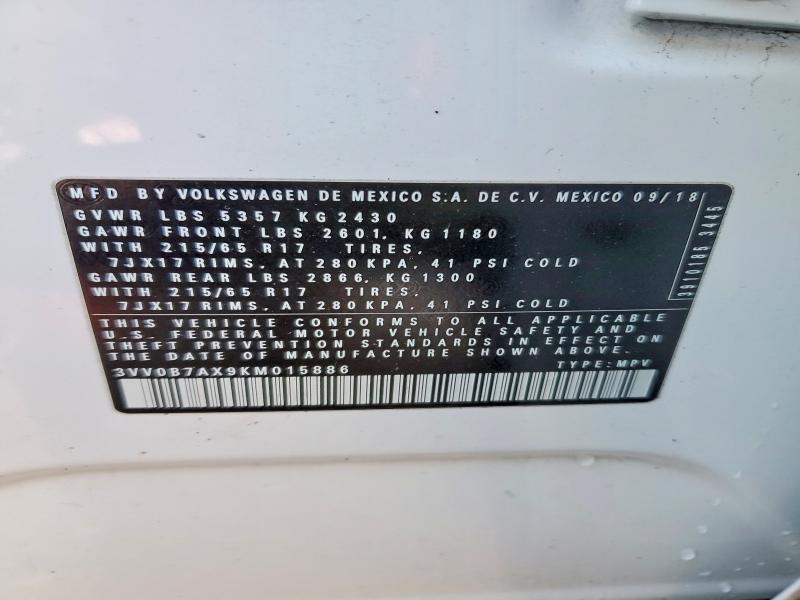 MFD BY VOLKSWAGEN DE MEXICO S.A. DE C.V. MEXICO 09/18
GVWR LBS 5357 KG 2430
GAWR FRONT LBS 2601, KG 1180
WITH 215/65 R17 TIRES,
7JX17 RIMS, AT 280 KPA, 41 PSI COLD
GAWR REAR LBS 2866, KG 1300
WITH 215/65 R17 TIRES,
7JX17 RIMS, AT 280 KPA, 41 PSI COLD
THIS VEHICLE CONFORMS TO ALL APPLICABLE
U.S. FEDERAL MOTOR VEHICLE SAFETY AND
THEFT PREVENTION STANDARDS IN EFFECT ON
THE DATE OF MANUFACTURE SHOWN ABOVE.
3VV0B7AX9KM015886 TYPE: MPV
3910185 3445